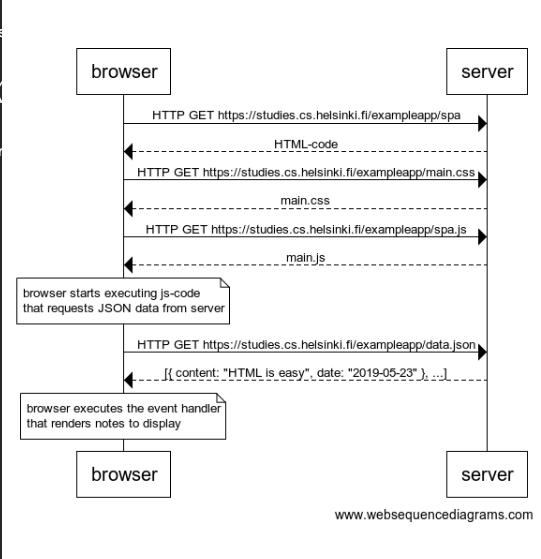 browser
server
HTTP GET https://studies.cs.helsinki.fi/exampleapp/spa
HTML-code
HTTP GET https://studies.cs.helsinki.fi/exampleapp/main.css
main.css
HTTP GET https://studies.cs.helsinki.fi/exampleapp/spa.js
main.js
browser starts executing js-code
that requests JSON data from server
HTTP GET https://studies.cs.helsinki.fi/exampleapp/data.json
[{ content: "HTML is easy", date: "2019-05-23" }, ...]
browser executes the event handler
that renders notes to display
browser
server
www.websequencediagrams.com